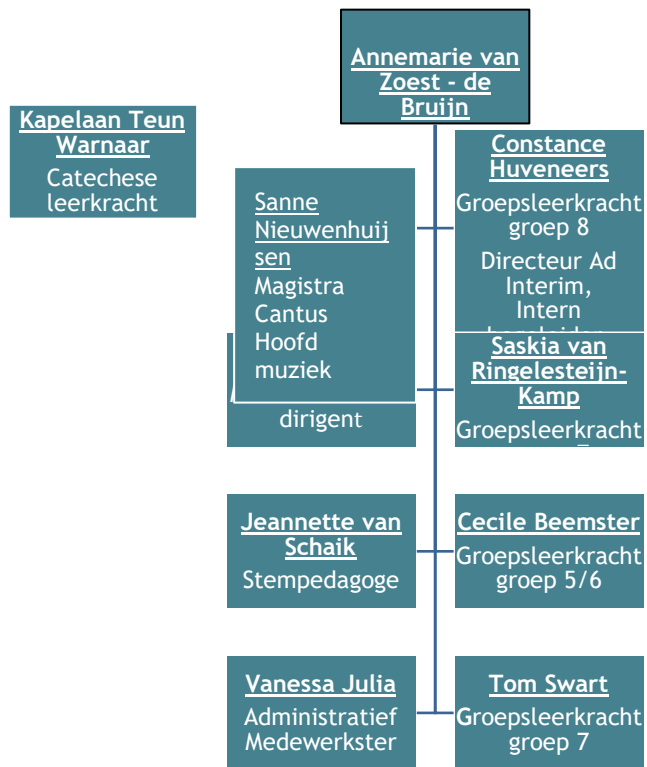 Annemarie van
Zoest - de
Bruijn
Kapelaan Teun
Warnaar
Catechese
leerkracht
Sanne
Nieuwenhuij
sen
Magistra
Cantus
Hoofd
muziek
dirigent
Constance
Huveneers
Groepsleerkracht
groep 8
Directeur Ad
Interim,
Intern
Saskia van
Ringelesteijn-
Kamp
Groepsleerkracht
Jeannette van
Schaik
Stempedagoge
Cecile Beemster
Groepsleerkracht
groep 5/6
Vanessa Julia
Administratief
Medewerkster
Tom Swart
Groepsleerkracht
groep 7